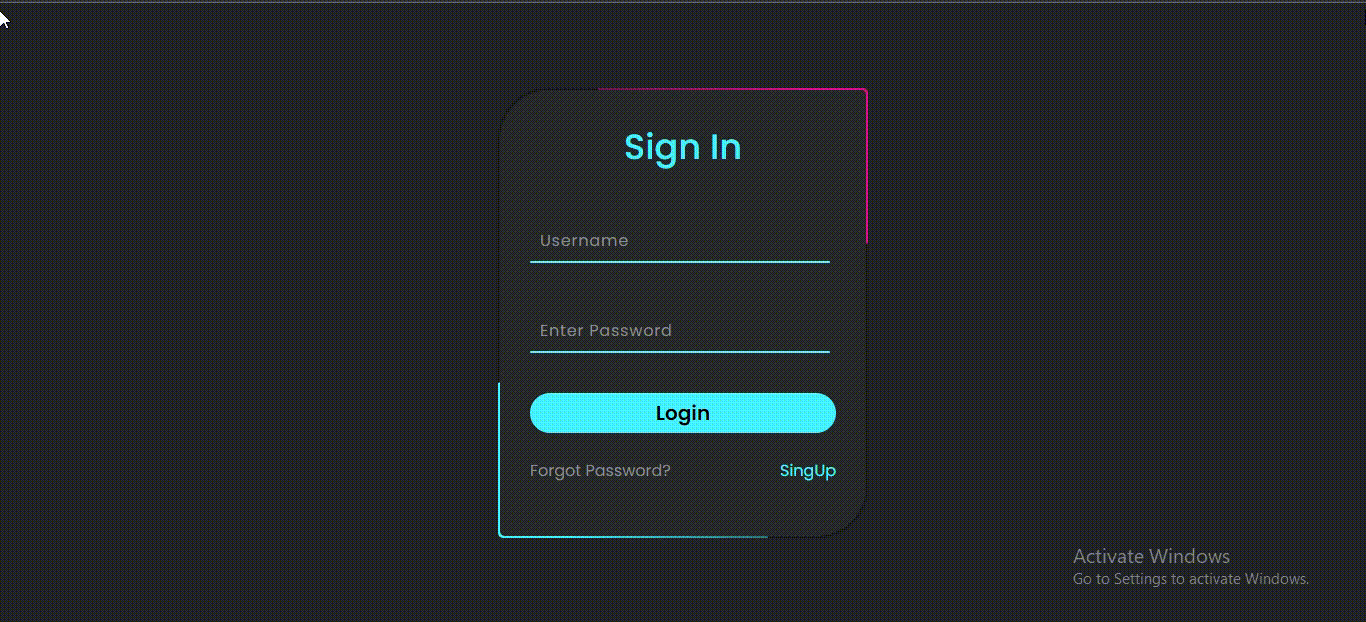 Sign In
Username
Enter Password
Login
Forgot Password? SingUp
Activate Windows
Go to Settings to activate Windows.